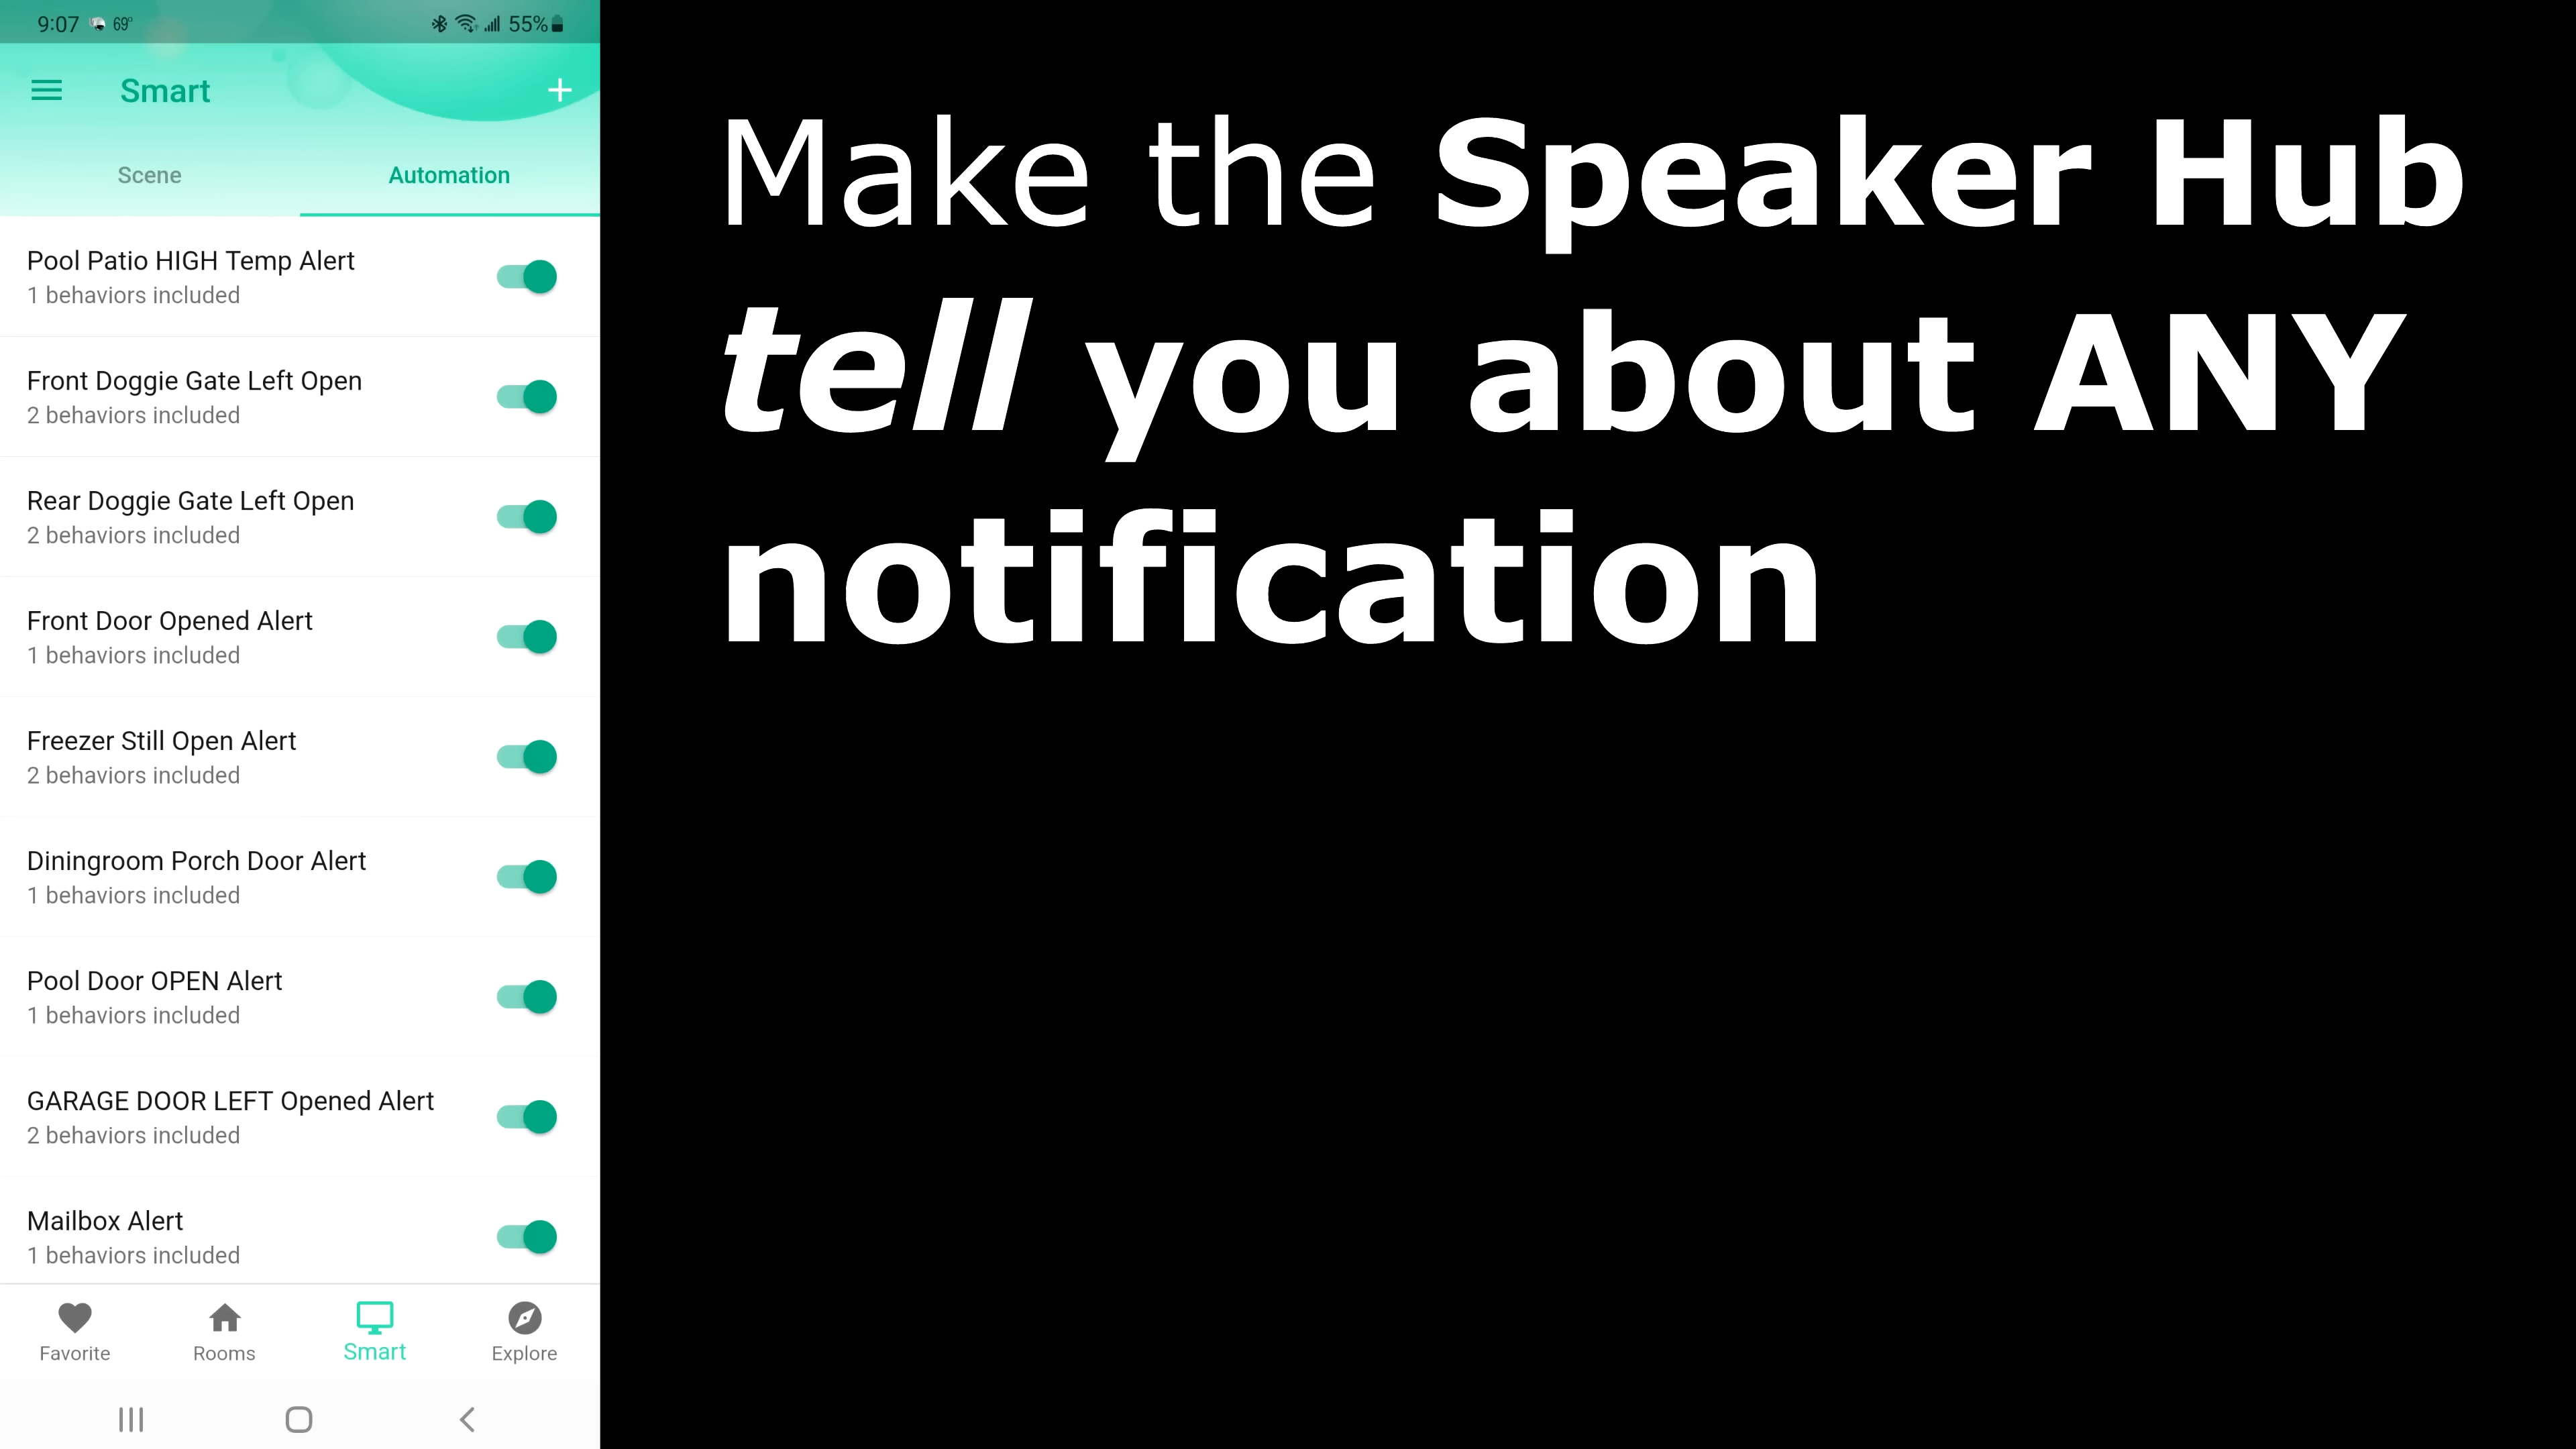 9:07 69° 55%
Smart
Scene Automation
Pool Patio HIGH Temp Alert
1 behaviors included
Front Doggie Gate Left Open
2 behaviors included
Rear Doggie Gate Left Open
2 behaviors included
Front Door Opened Alert
1 behaviors included
Freezer Still Open Alert
2 behaviors included
Diningroom Porch Door Alert
1 behaviors included
Pool Door OPEN Alert
1 behaviors included
GARAGE DOOR LEFT Opened Alert
2 behaviors included
Mailbox Alert
1 behaviors included
Favorite Rooms Smart Explore
Make the Speaker Hub
tell you about ANY
notification